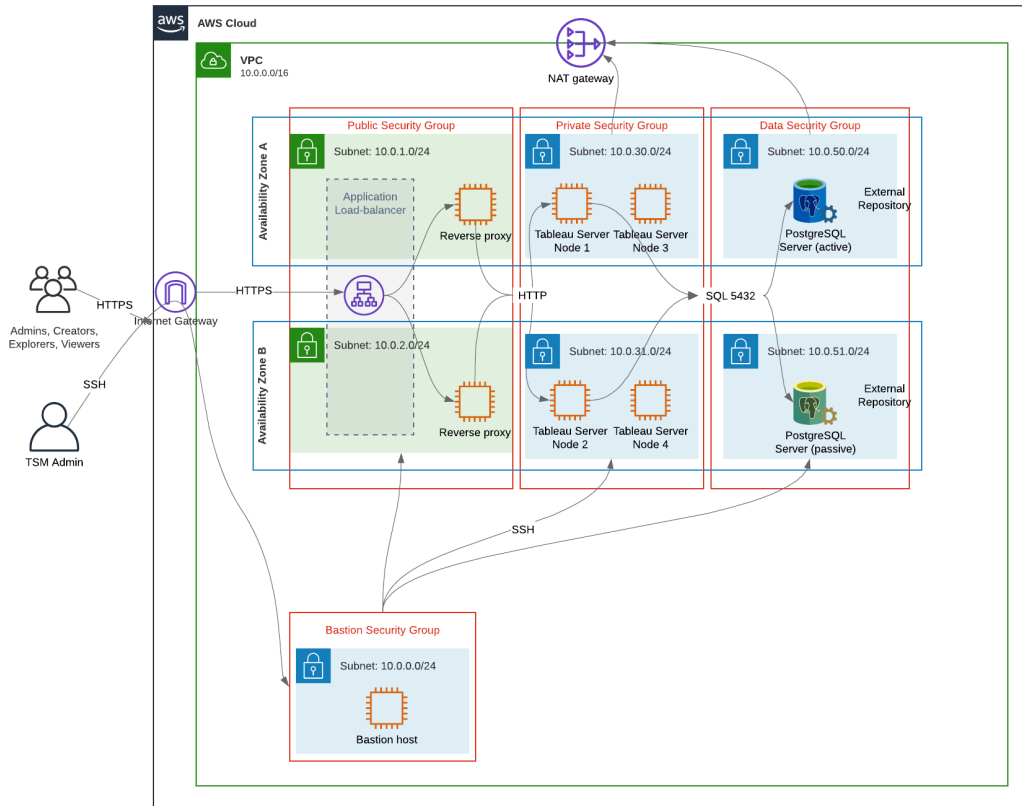 aws
AWS Cloud
VPC
10.0.0.0/16
NAT gateway
Public Security Group
Private Security Group
Data Security Group
Availability Zone A
Subnet: 10.0.1.0/24
Subnet: 10.0.30.0/24
Subnet: 10.0.50.0/24
Application
Load-balancer
Reverse proxy
Tableau Server
Node 1
Tableau Server
Node 3
External
Repository
PostgreSQL
Server (active)
HTTPS
Internet Gateway
HTTPS
HTTP
SQL 5432
Admins, Creators,
Explorers, Viewers
SSH
TSM Admin
Availability Zone B
Subnet: 10.0.2.0/24
Subnet: 10.0.31.0/24
Subnet: 10.0.51.0/24
Reverse proxy
Tableau Server
Node 2
Tableau Server
Node 4
External
Repository
PostgreSQL
Server (passive)
SSH
Bastion Security Group
Subnet: 10.0.0.0/24
Bastion host